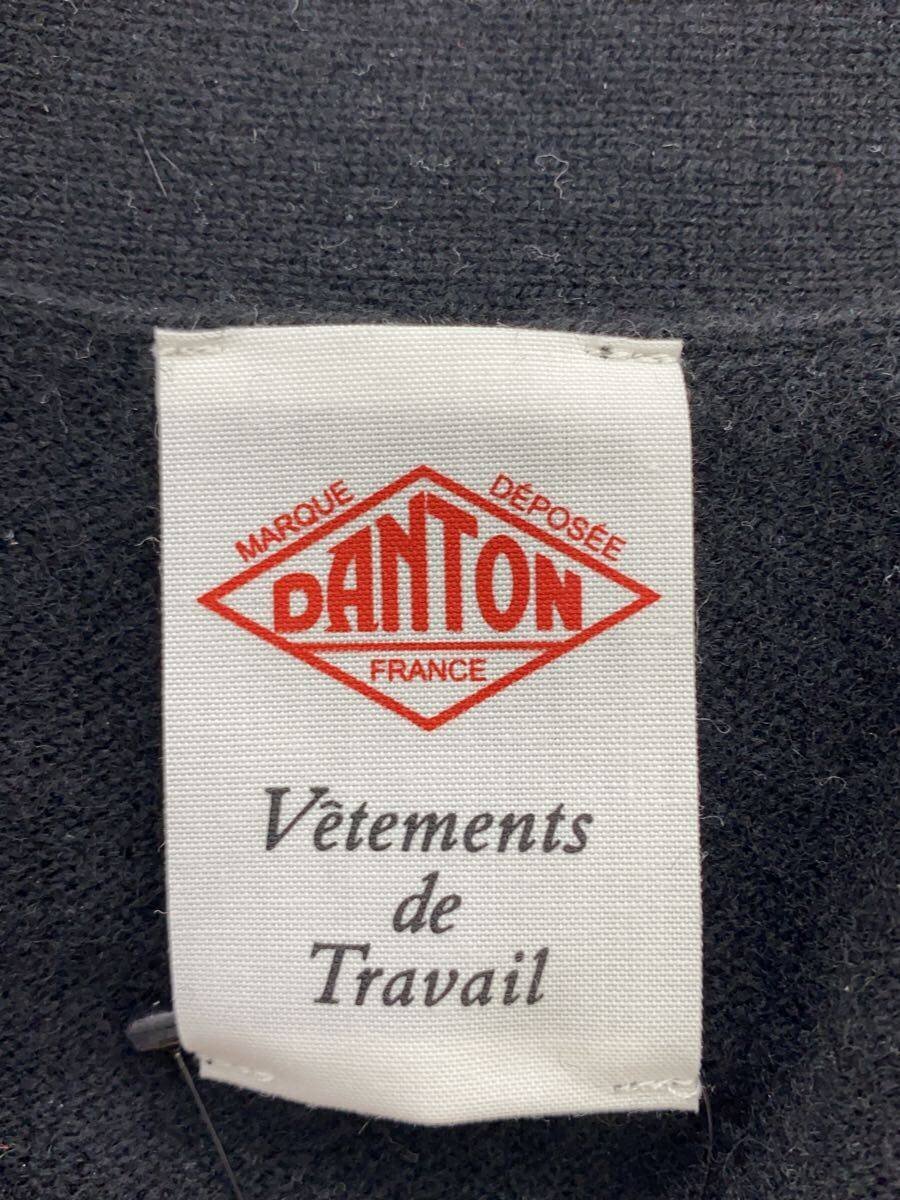 MARQUE DÉPOSÉE
DANTON
FRANCE
Vêtements
de
Travail